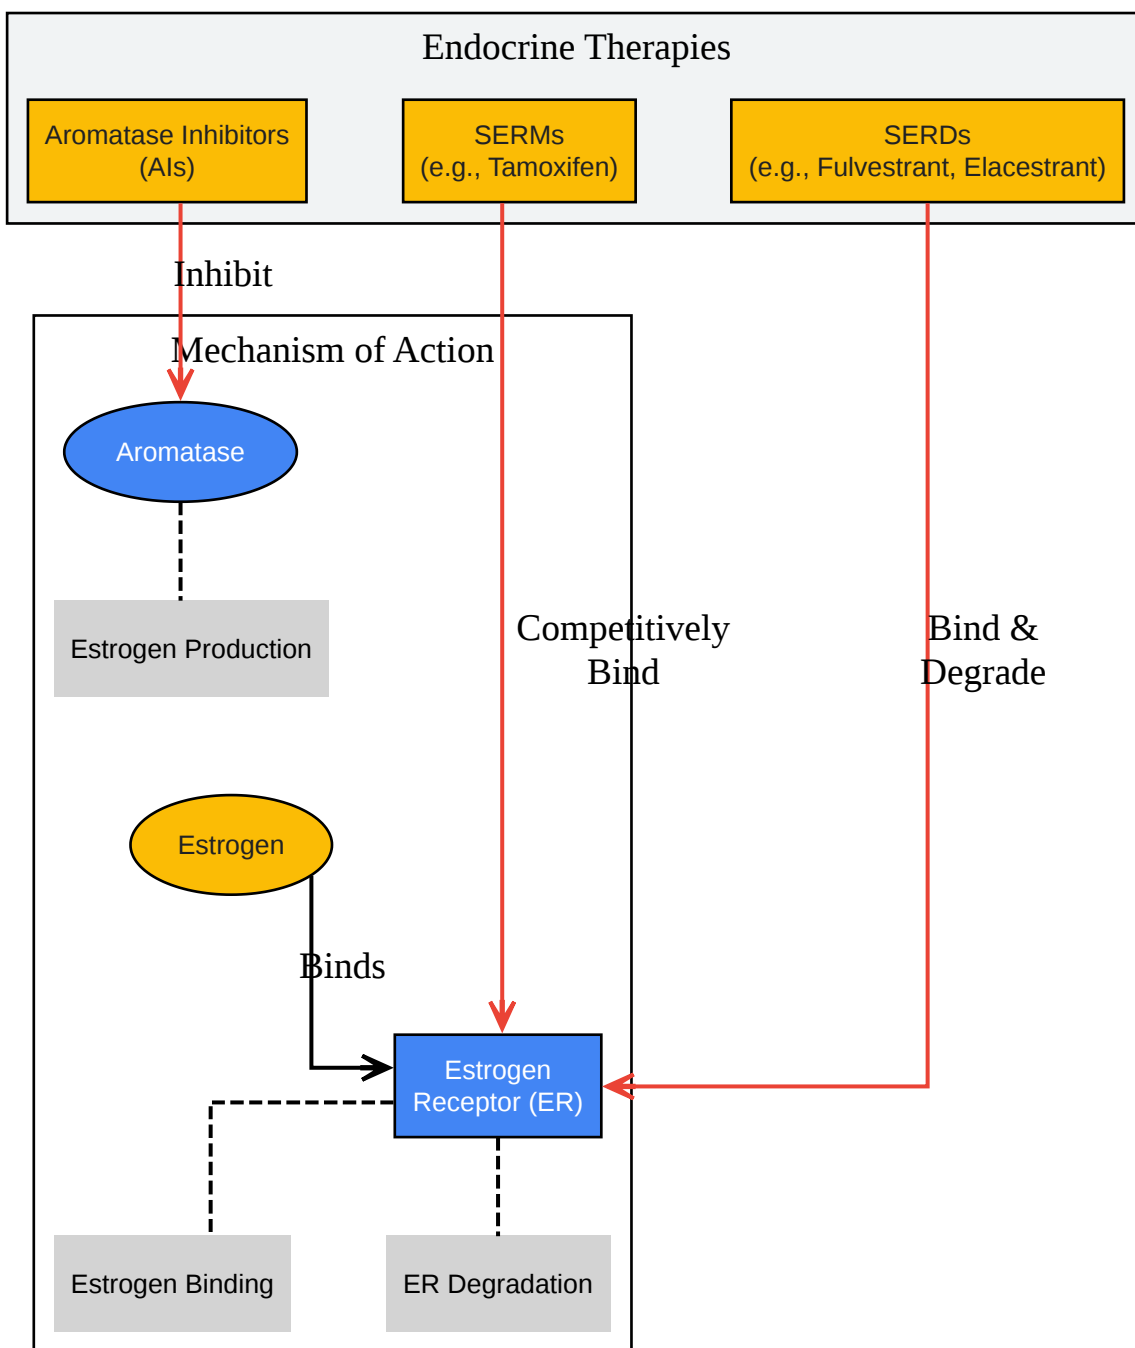 Endocrine Therapies
Aromatase Inhibitors
(AIs)
SERMs
(e.g., Tamoxifen)
SERDs
(e.g., Fulvestrant, Elacestrant)
Inhibit
Mechanism of Action
Aromatase
Competitively
Bind
Bind &
Degrade
Estrogen Production
Estrogen
Binds
Estrogen
Receptor (ER)
Estrogen Binding
ER Degradation